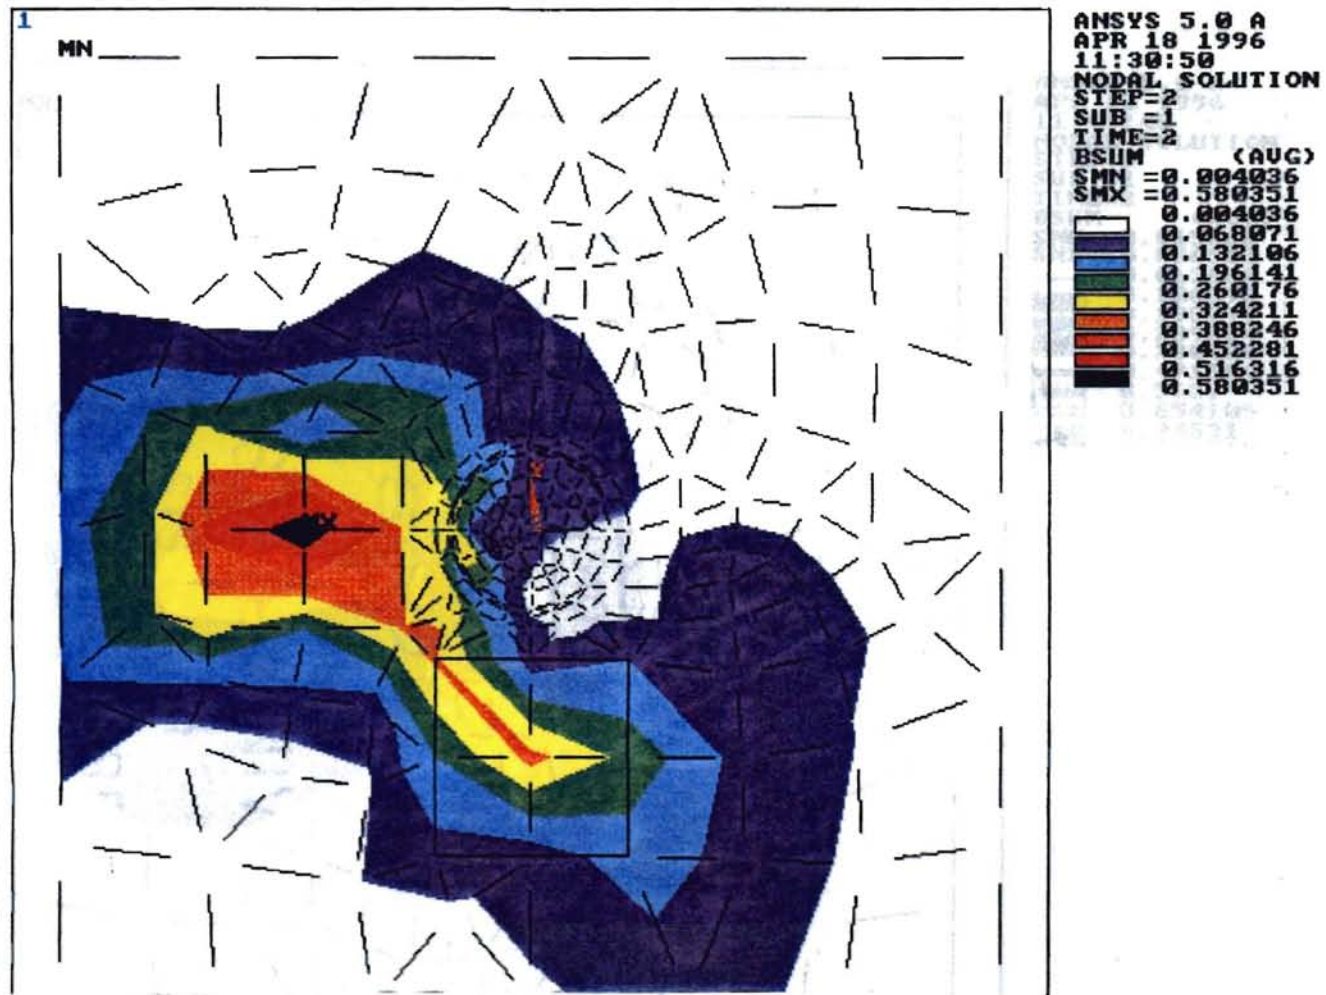 1
MN
ANSYS 5.0 A
APR 18 1996
11:30:50
NODAL SOLUTION
STEP=2
SUB =1
TIME=2
BSUM (AVG)
SMN =0.004036
SMX =0.580351
0.004036
0.068071
0.132106
0.196141
0.260176
0.324211
0.388246
0.452281
0.516316
0.580351